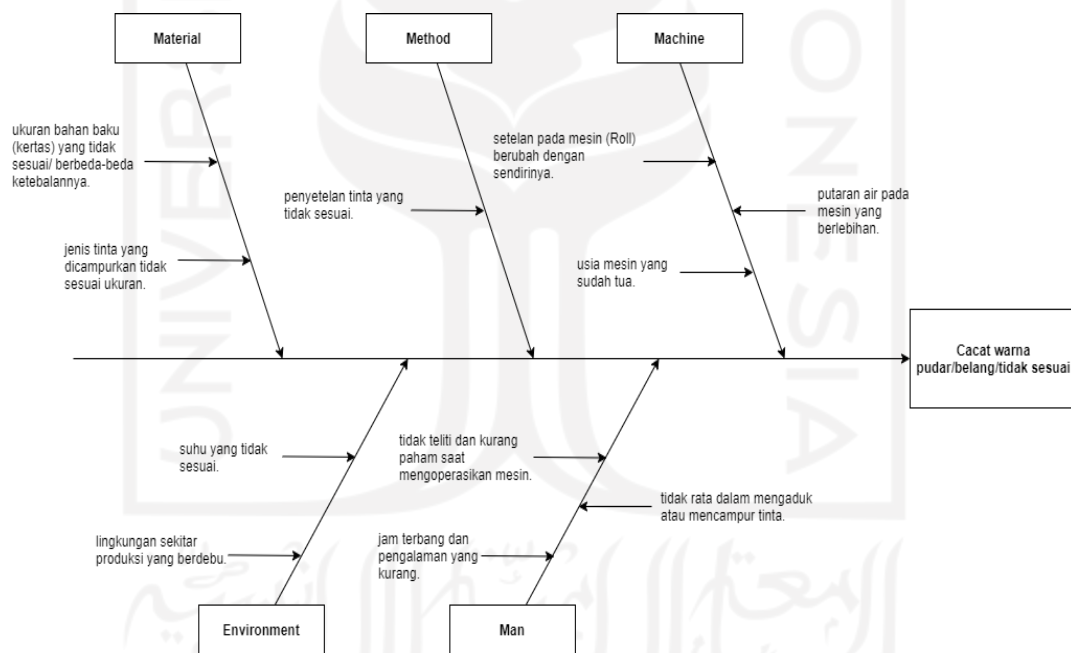 Material
Method
Machine
ukuran bahan baku
(kertas) yang tidak
sesuai/ berbeda-beda
ketebalannya.
jenis tinta yang
dicampurkan tidak
sesuai ukuran.
penyetelan tinta yang
tidak sesuai.
setelan pada mesin (Roll)
berubah dengan
sendirinya.
putaran air pada
mesin yang
berlebihan.
usia mesin yang
sudah tua.
Cacat warna
pudar/belang/tidak sesuai
suhu yang tidak
sesuai.
lingkungan sekitar
produksi yang berdebu.
tidak teliti dan kurang
paham saat
mengoperasikan mesin.
tidak rata dalam mengaduk
atau mencampur tinta.
jam terbang dan
pengalaman yang
kurang.
Environment
Man